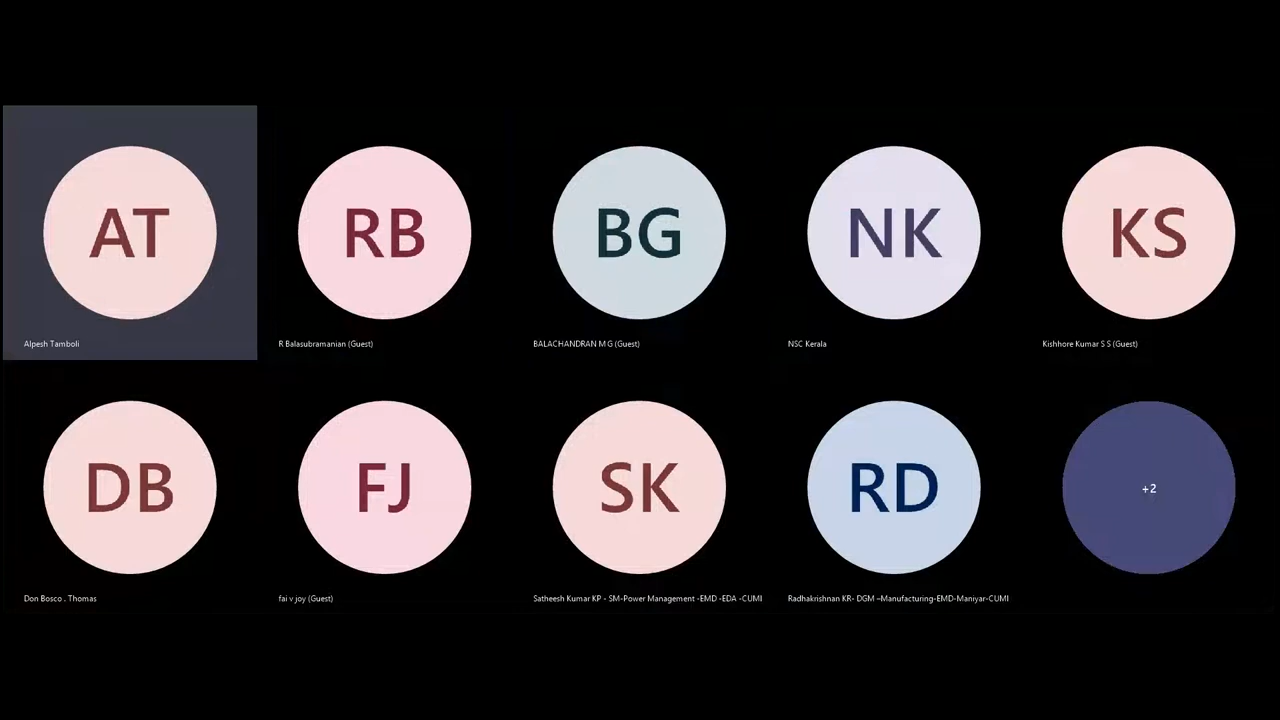 AT
RB
BG
NK
KS
Alpesh Tamboli
R Balasubramanian (Guest)
BALACHANDRAN M G (Guest)
NSC Kerala
Kishhore Kumar S S (Guest)
DB
FJ
SK
RD
+2
Don Bosco . Thomas
fai v joy (Guest)
Satheesh Kumar KP - SM-Power Management -EMD -EDA -CUMI
Radhakrishnan KR- DGM –Manufacturing-EMD-Maniyar-CUMI